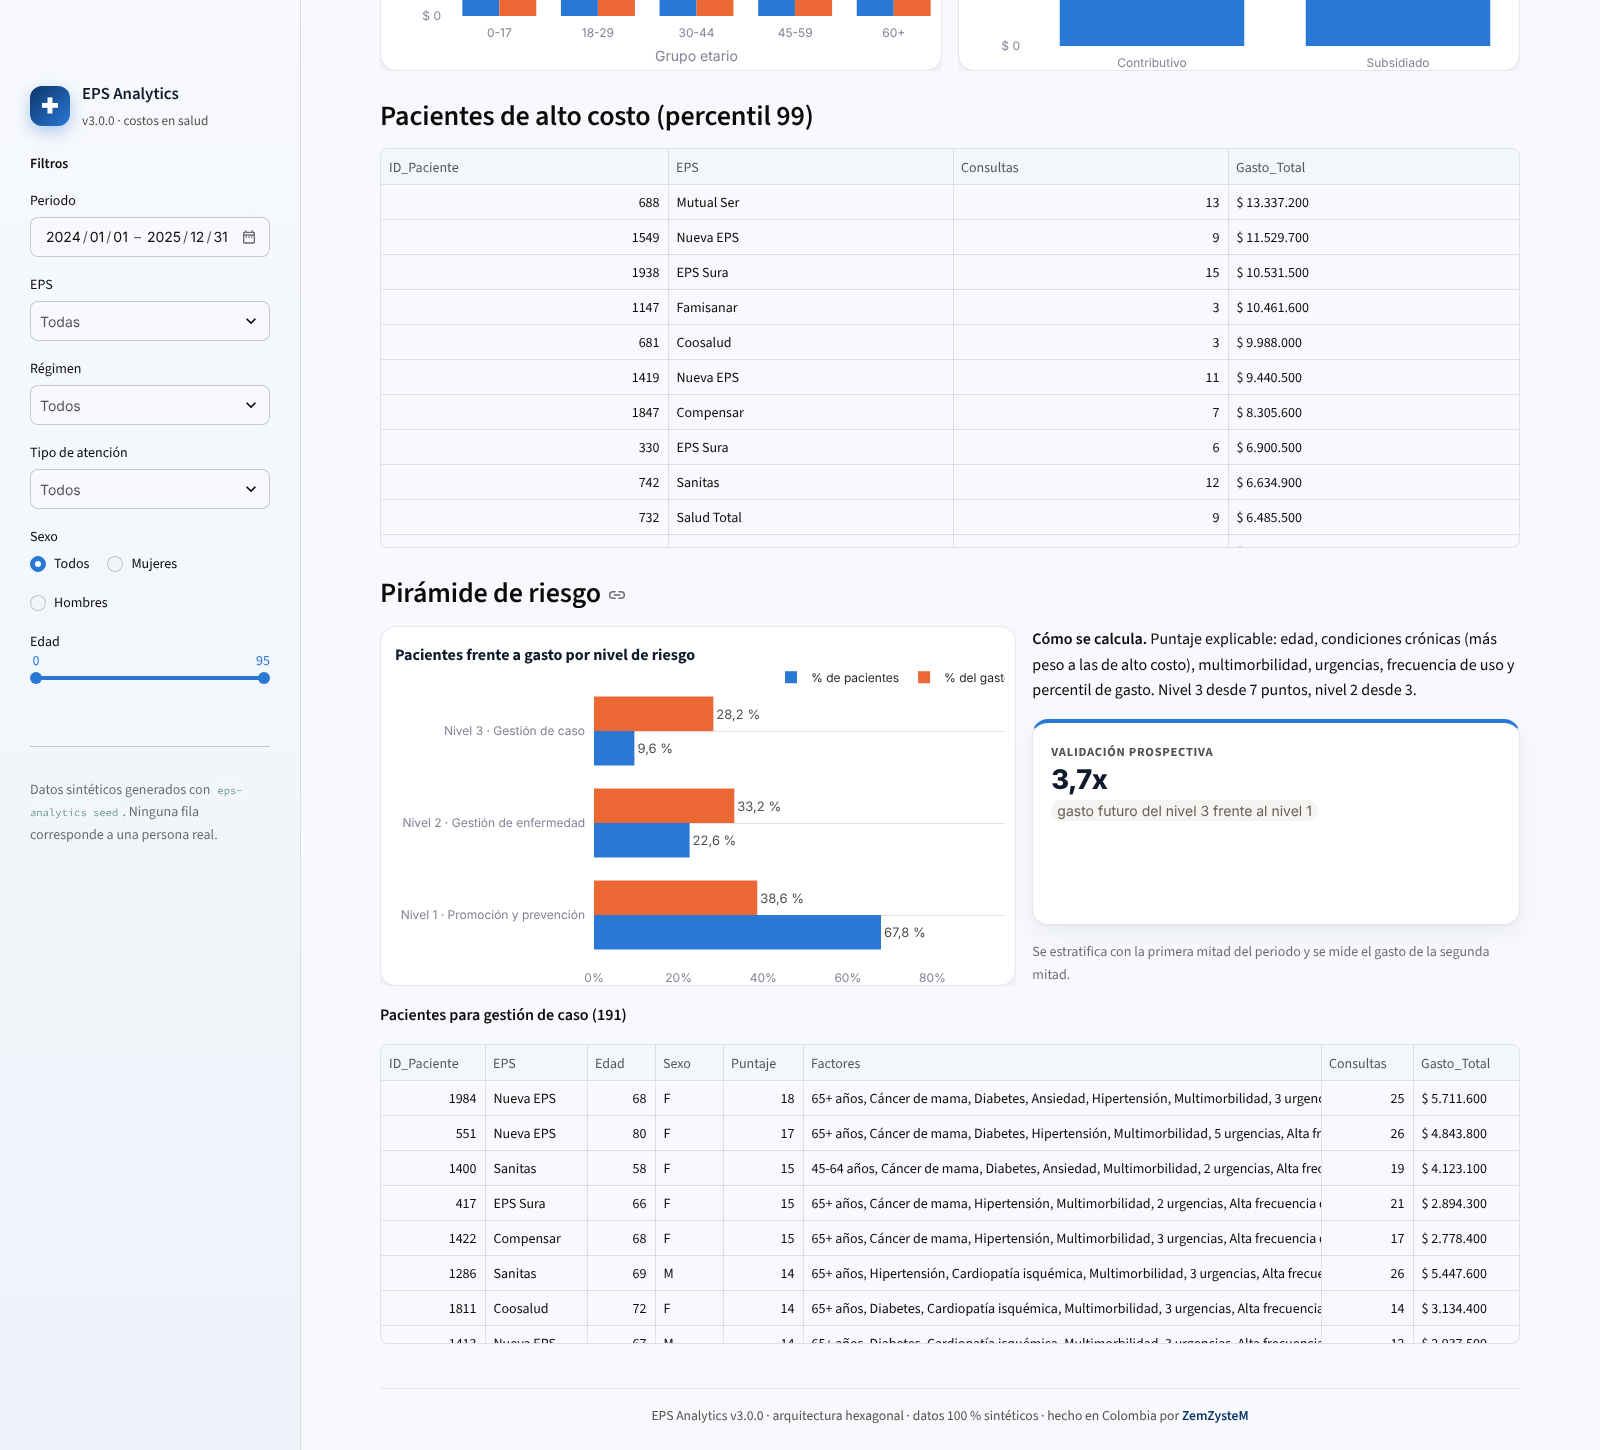 EPS Analytics
v3.0.0 · costos en salud
Filtros
Periodo
2024/01/01 – 2025/12/31
EPS
Todas
Régimen
Todos
Tipo de atención
Todos
Sexo
Todos Mujeres
Hombres
Edad
0 95
Datos sintéticos generados con eps-
analytics seed . Ninguna fila
corresponde a una persona real.
$ 0
0-17 18-29 30-44 45-59 60+
Grupo etario
$ 0
Contributivo Subsidiado
Pacientes de alto costo (percentil 99)
ID_Paciente EPS Consultas Gasto_Total
688 Mutual Ser 13 $ 13.337.200
1549 Nueva EPS 9 $ 11.529.700
1938 EPS Sura 15 $ 10.531.500
1147 Famisanar 3 $ 10.461.600
681 Coosalud 3 $ 9.988.000
1419 Nueva EPS 11 $ 9.440.500
1847 Compensar 7 $ 8.305.600
330 EPS Sura 6 $ 6.900.500
742 Sanitas 12 $ 6.634.900
732 Salud Total 9 $ 6.485.500
Pirámide de riesgo
Pacientes frente a gasto por nivel de riesgo
% de pacientes % del gast
Nivel 3 · Gestión de caso 28,2 %
9,6 %
Nivel 2 · Gestión de enfermedad 33,2 %
22,6 %
Nivel 1 · Promoción y prevención 38,6 %
67,8 %
0% 20% 40% 60% 80%
Cómo se calcula. Puntaje explicable: edad, condiciones crónicas (más
peso a las de alto costo), multimorbilidad, urgencias, frecuencia de uso y
percentil de gasto. Nivel 3 desde 7 puntos, nivel 2 desde 3.
VALIDACIÓN PROSPECTIVA
3,7x
gasto futuro del nivel 3 frente al nivel 1
Se estratifica con la primera mitad del periodo y se mide el gasto de la segunda
mitad.
Pacientes para gestión de caso (191)
ID_Paciente EPS Edad Sexo Puntaje Factores Consultas Gasto_Total
1984 Nueva EPS 68 F 18 65+ años, Cáncer de mama, Diabetes, Ansiedad, Hipertensión, Multimorbilidad, 3 urgenc 25 $ 5.711.600
551 Nueva EPS 80 F 17 65+ años, Cáncer de mama, Diabetes, Hipertensión, Multimorbilidad, 5 urgencias, Alta fr 26 $ 4.843.800
1400 Sanitas 58 F 15 45-64 años, Cáncer de mama, Diabetes, Ansiedad, Multimorbilidad, 2 urgencias, Alta frec 19 $ 4.123.100
417 EPS Sura 66 F 15 65+ años, Cáncer de mama, Hipertensión, Multimorbilidad, 2 urgencias, Alta frecuencia 21 $ 2.894.300
1422 Compensar 68 F 15 65+ años, Cáncer de mama, Hipertensión, Multimorbilidad, 3 urgencias, Alta frecuencia 17 $ 2.778.400
1286 Sanitas 69 M 14 65+ años, Hipertensión, Cardiopatía isquémica, Multimorbilidad, 3 urgencias, Alta frecue 26 $ 5.447.600
1811 Coosalud 72 F 14 65+ años, Diabetes, Cardiopatía isquémica, Multimorbilidad, 3 urgencias, Alta frecuencia 14 $ 3.134.400
1413 Nueva EPS 67 M 14 65+ años, Diabetes, Cardiopatía isquémica, Multimorbilidad, 3 urgencias, Alta frecuencia 12 $ 2.937.500
EPS Analytics v3.0.0 · arquitectura hexagonal · datos 100 % sintéticos · hecho en Colombia por ZemZysteM